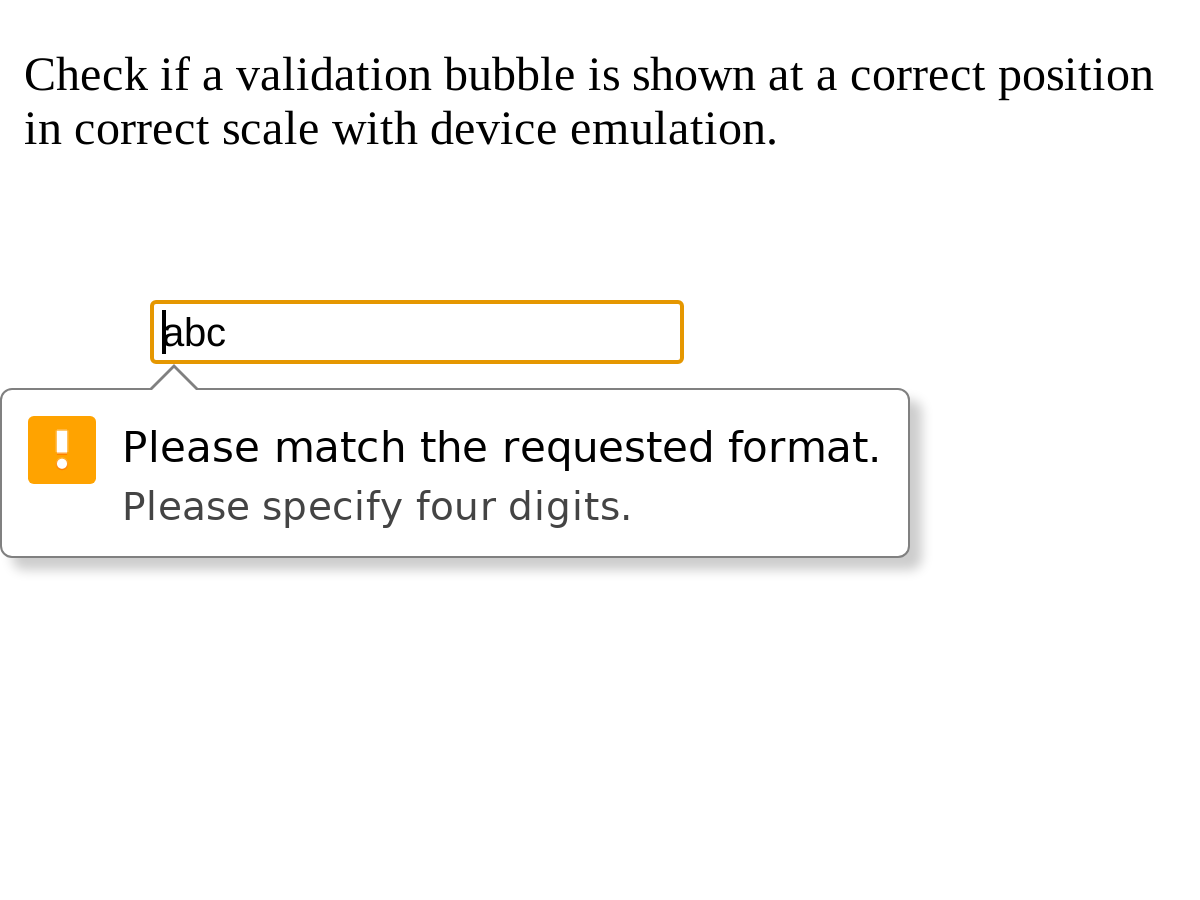 Check if a validation bubble is shown at a correct position
in correct scale with device emulation.
abc
Please match the requested format.
Please specify four digits.